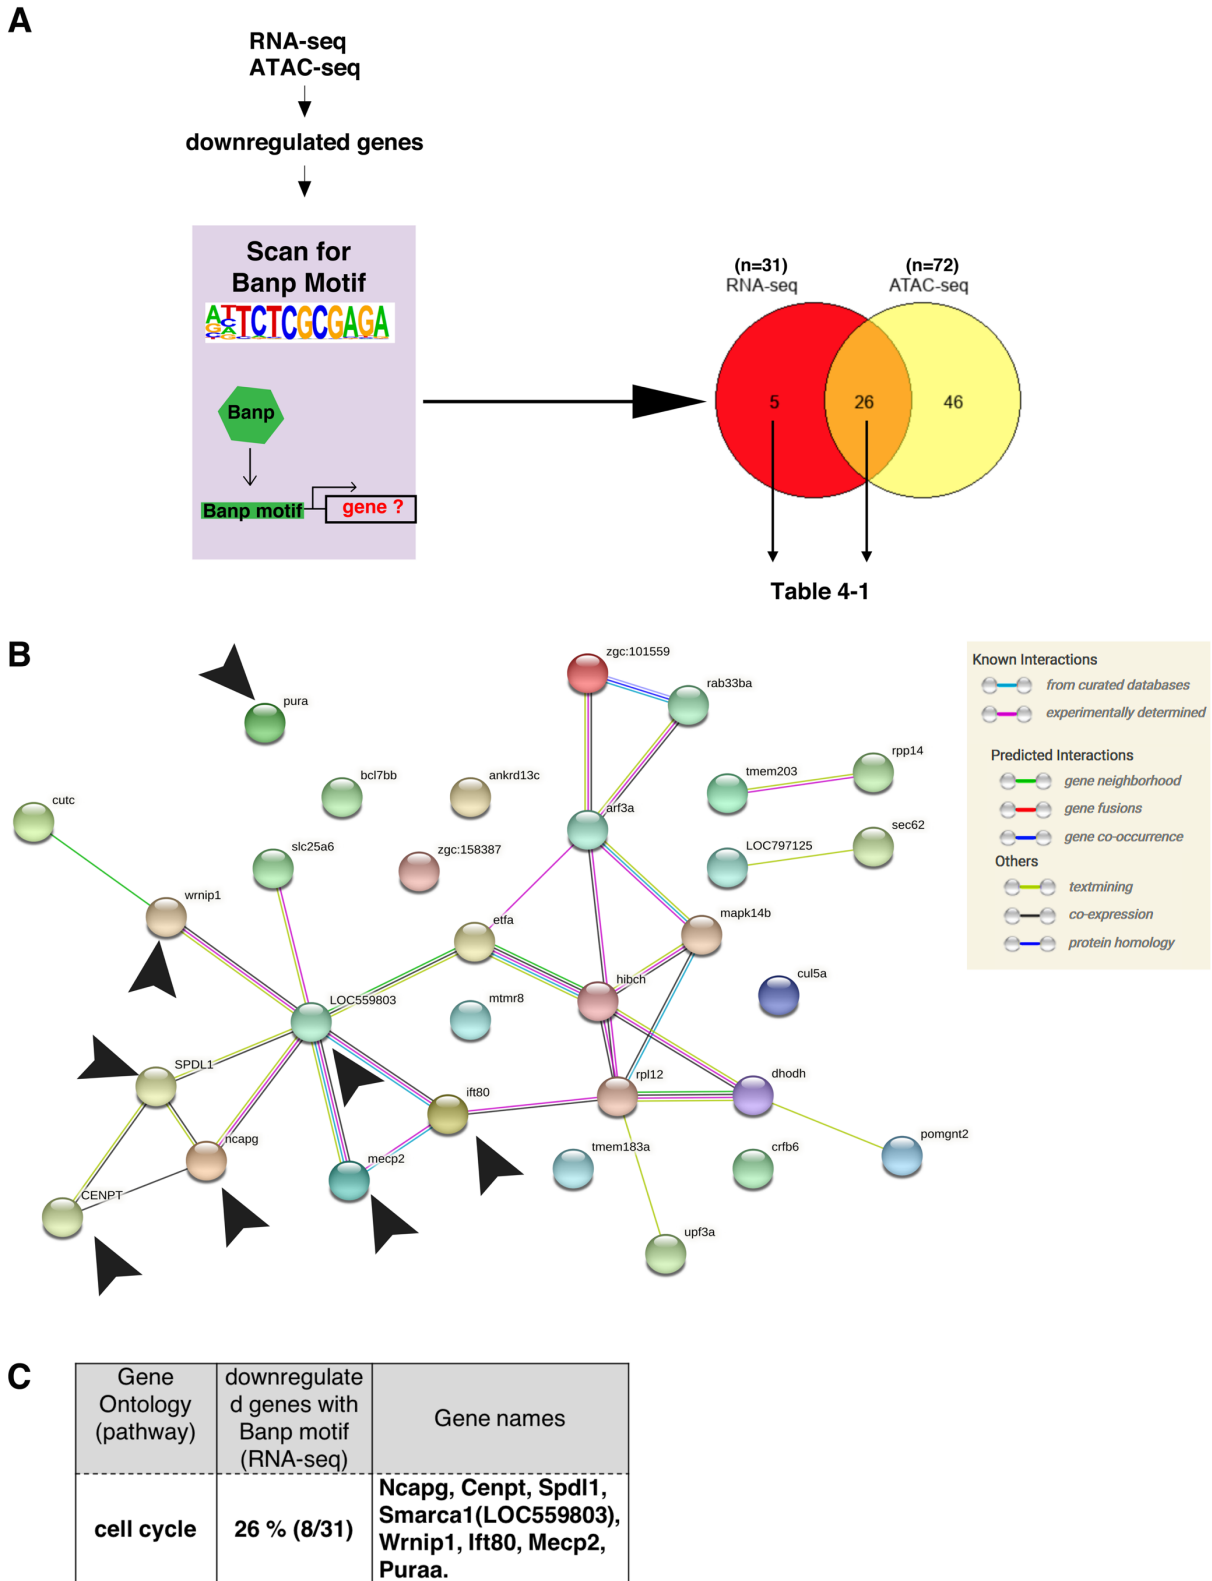 A
RNA-seq
ATAC-seq
downregulated genes
Scan for
Banp Motif
TCTCGCGAGA
Banp
Banp motif
gene ?
(n=31)
RNA-seq
(n=72)
ATAC-seq
5
26
46
Table 4-1
B
zgc:101559
rab33ba
pura
bcl7bb
ankrd13c
tmem203
rpp14
cutc
arf3a
slc25a6
zgc:158387
LOC797125
sec62
wrnip1
etfa
mapk14b
hibch
cul5a
LOC559803
mtmr8
SPDL1
ift80
rpl12
dhodh
ncapg
mecp2
tmem183a
crfb6
pomgnt2
CENPT
upf3a
Known Interactions
from curated databases
experimentally determined
Predicted Interactions
gene neighborhood
gene fusions
gene co-occurrence
Others
textmining
co-expression
protein homology
C
Gene
Ontology
(pathway)
downregulate
d genes with
Banp motif
(RNA-seq)
Gene names
cell cycle
26 % (8/31)
Ncapg, Cenpt, Spdl1,
Smarca1(LOC559803),
Wrnip1, Ift80, Mecp2,
Puraa.